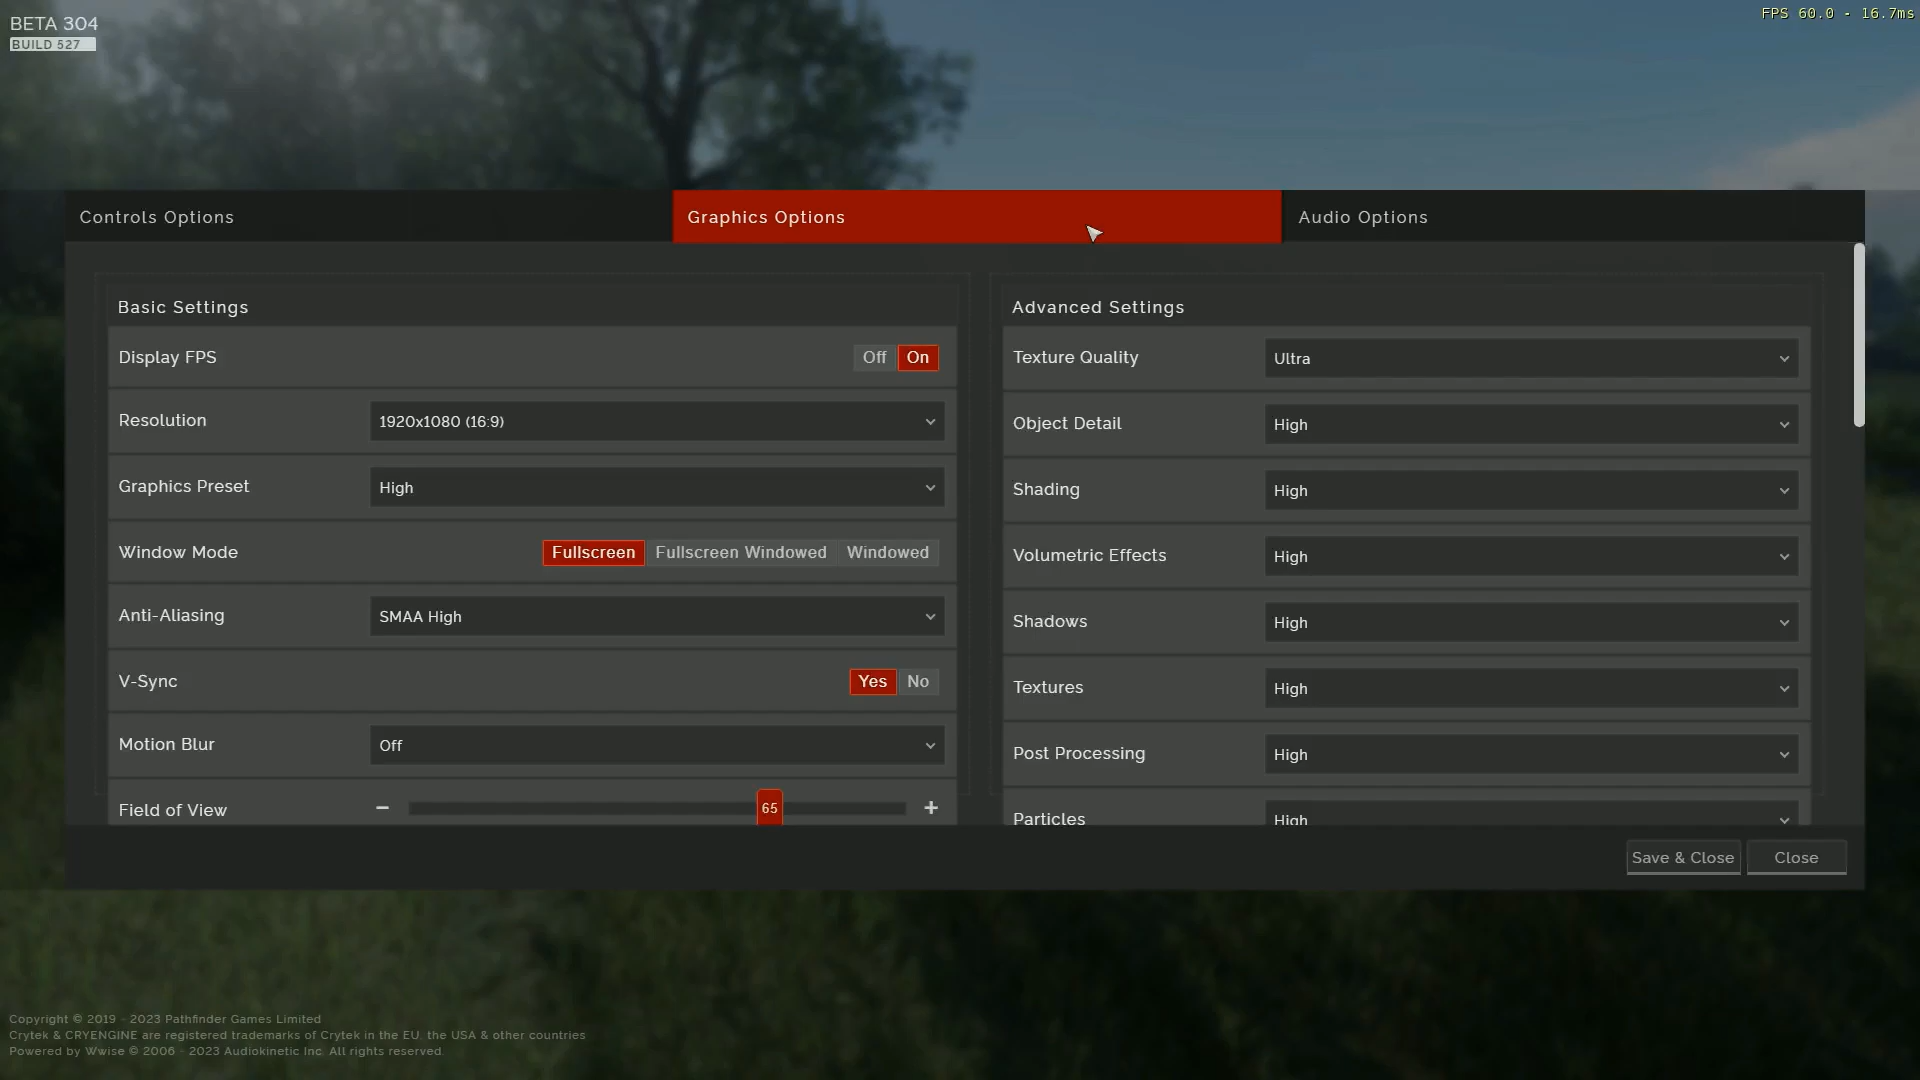 BETA 304
BUILD 527
FPS 60.0 - 16.7ms
Controls Options
Graphics Options
Audio Options
Basic Settings
Display FPS
Off On
Resolution
1920x1080 (16:9)
Graphics Preset
High
Window Mode
Fullscreen Fullscreen Windowed Windowed
Anti-Aliasing
SMAA High
V-Sync
Yes No
Motion Blur
Off
Field of View
− 65 +
Advanced Settings
Texture Quality
Ultra
Object Detail
High
Shading
High
Volumetric Effects
High
Shadows
High
Textures
High
Post Processing
High
Particles
High
Save & Close
Close
Copyright © 2019 - 2023 Pathfinder Games Limited
Crytek & CRYENGINE are registered trademarks of Crytek in the EU, the USA & other countries
Powered by Wwise © 2006 - 2023 Audiokinetic Inc. All rights reserved.